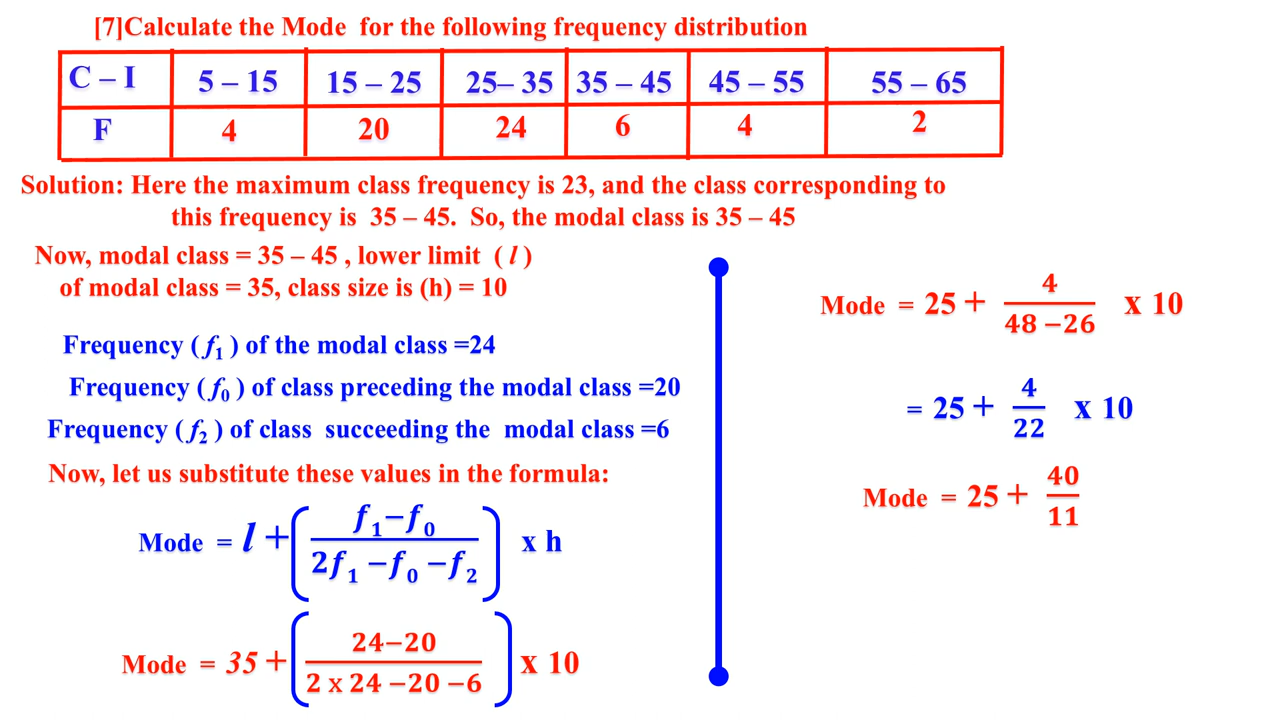 [7]Calculate the Mode for the following frequency distribution
C – I 5 – 15 15 – 25 25– 35 35 – 45 45 – 55 55 – 65
F 4 20 24 6 4 2
Solution: Here the maximum class frequency is 23, and the class corresponding to
this frequency is 35 – 45. So, the modal class is 35 – 45
Now, modal class = 35 – 45 , lower limit ( l )
of modal class = 35, class size is (h) = 10
Frequency ( f₁ ) of the modal class =24
Frequency ( f₀ ) of class preceding the modal class =20
Frequency ( f₂ ) of class succeeding the modal class =6
Now, let us substitute these values in the formula:
Mode = l + ( (f₁–f₀) / (2f₁ –f₀ –f₂) ) x h
Mode = 35 + ( (24–20) / (2 x 24 –20 –6) ) x 10
Mode = 25 + 4 / (48 –26) x 10
= 25 + 4/22 x 10
Mode = 25 + 40/11